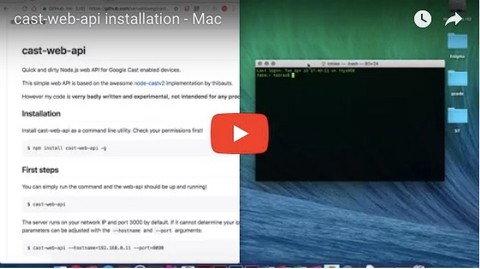 cast-web-api installation - Mac
cast-web-api
Quick and dirty Node.js web API for Google Cast enabled devices.
This simple web API is based on the awesome node-castv2 implementation by thibauts.
However my code is verry badly written and experimental, not intendend for any pro
Installation
Install cast-web-api as a command line utility. Check your permissions first!
$ npm install cast-web-api -g
First steps
You can simply run the command and the web-api should be up and running!
$ cast-web-api
The server runs on your network IP and port 3000 by default. If it cannot determine your
parameters can be adjusted with the --hostname and --port arguments:
$ cast-web-api --hostname=192.168.0.11 --port=8080